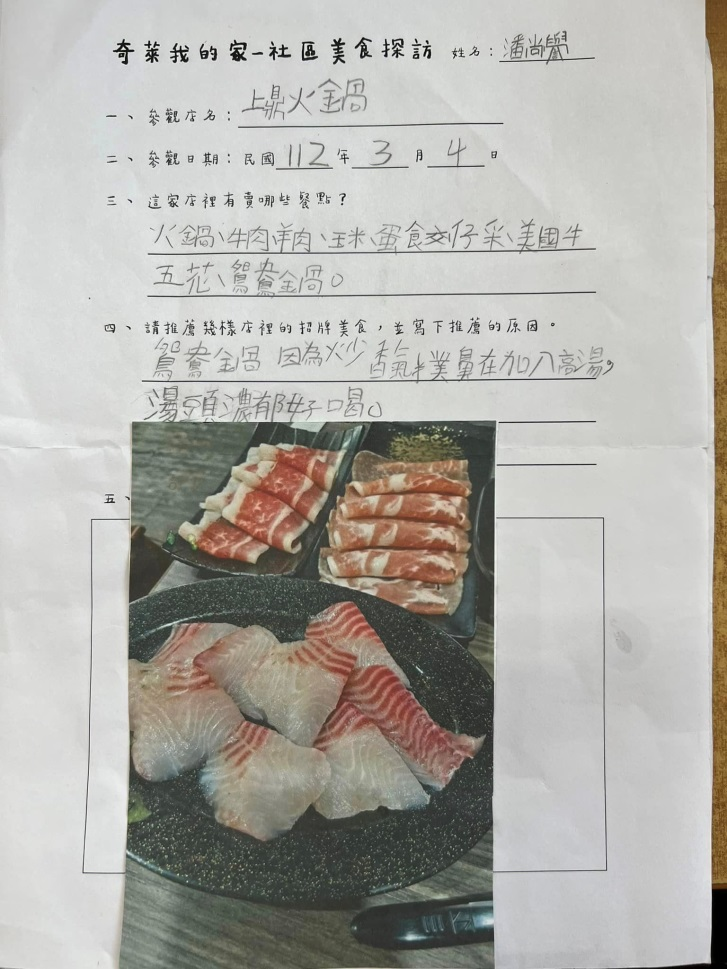 奇萊我的家—社區美食探訪 姓名：潘尚譽
一、參觀店名：上鼎火鍋
二、參觀日期：民國 112 年 3 月 4 日
三、這家店裡有賣哪些餐點？
火鍋、牛肉、羊肉、玉米、蛋食交仔采、美國牛
五花、鴛鴦鍋。
四、請推薦幾樣店裡的招牌美食，並寫下推薦的原因。
鴛鴦鍋 因為炒香氣撲鼻在加入高湯，
湯頭濃郁好喝。
五、